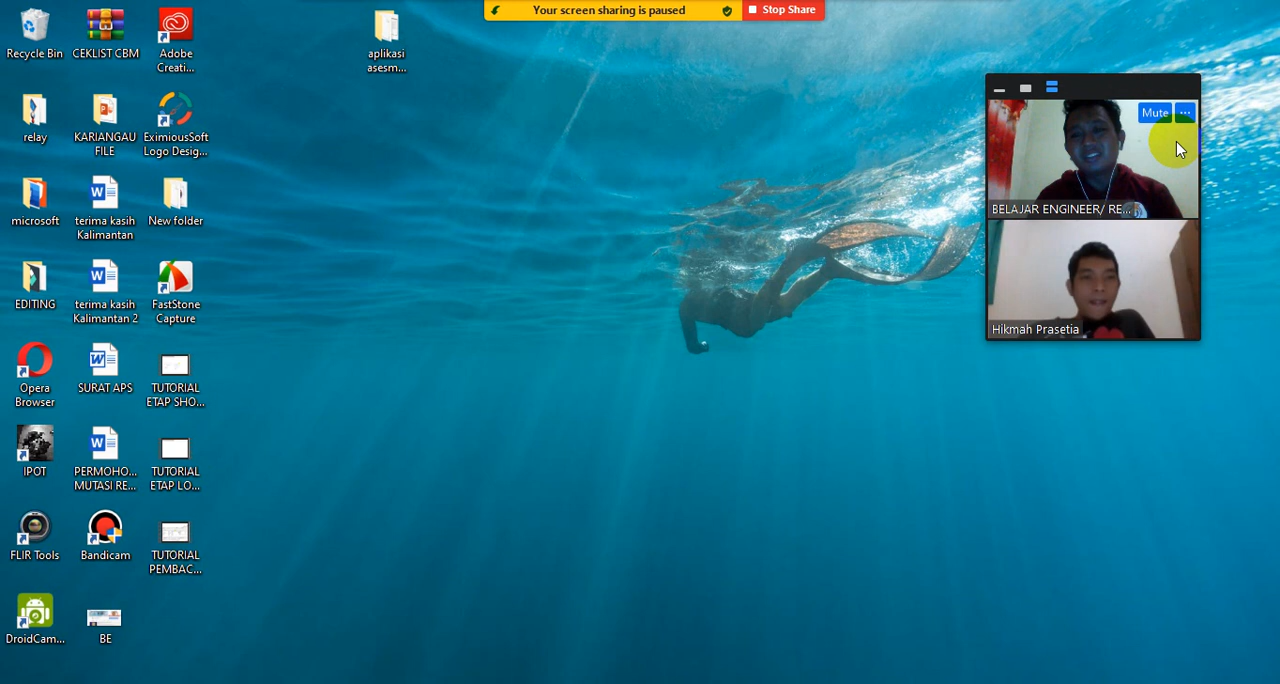 Your screen sharing is paused
Stop Share
Recycle Bin
CEKLIST CBM
Adobe
Creati...
aplikasi
asesm...
relay
KARIANGAU
FILE
EximiousSoft
Logo Desig...
microsoft
terima kasih
Kalimantan
New folder
EDITING
terima kasih
Kalimantan 2
FastStone
Capture
Opera
Browser
SURAT APS
TUTORIAL
ETAP SHO...
IPOT
PERMOHO...
MUTASI RE...
TUTORIAL
ETAP LO...
FLIR Tools
Bandicam
TUTORIAL
PEMBAC...
DroidCam...
BE
Mute
BELAJAR ENGINEER/ RE...
Hikmah Prasetia